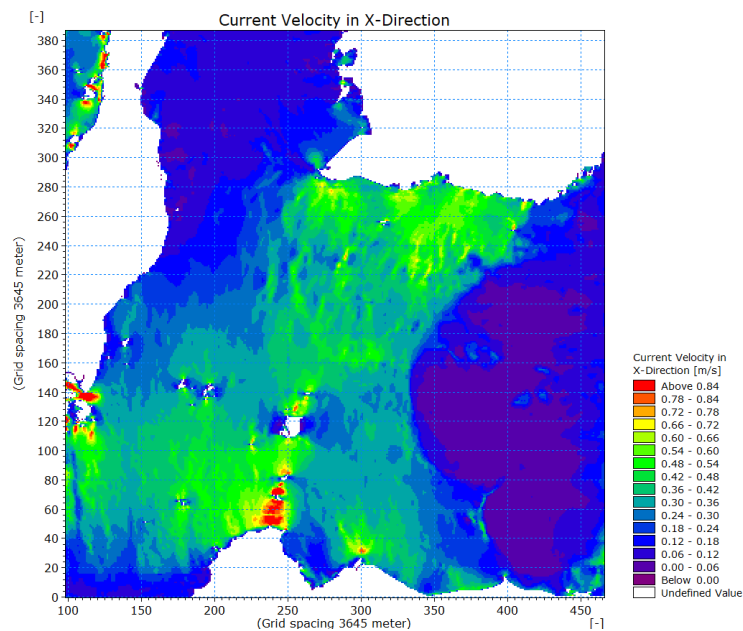 Current Velocity in X-Direction
[-]
380
360
340
320
300
280
260
240
220
200
180
160
140
120
100
80
60
40
20
0
(Grid spacing 3645 meter)
100 150 200 250 300 350 400 450
(Grid spacing 3645 meter) [-]
Current Velocity in
X-Direction [m/s]
Above 0.84
0.78 - 0.84
0.72 - 0.78
0.66 - 0.72
0.60 - 0.66
0.54 - 0.60
0.48 - 0.54
0.42 - 0.48
0.36 - 0.42
0.30 - 0.36
0.24 - 0.30
0.18 - 0.24
0.12 - 0.18
0.06 - 0.12
0.00 - 0.06
Below 0.00
Undefined Value